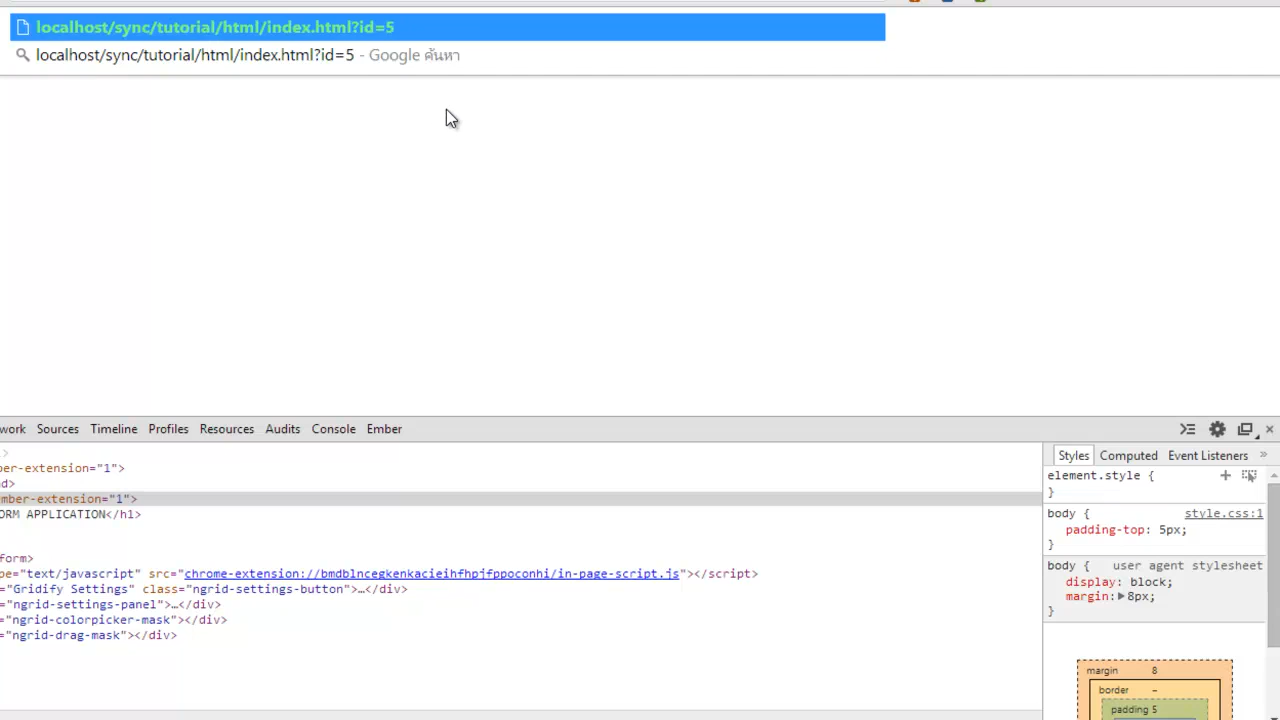 localhost/sync/tutorial/html/index.html?id=5
localhost/sync/tutorial/html/index.html?id=5 - Google ค้นหา
work Sources Timeline Profiles Resources Audits Console Ember
>
ber-extension="1">
d>
mber-extension="1">
ORM APPLICATION</h1>
form>
pe="text/javascript" src="chrome-extension://bmdblncegkenkacieihfhpjfppoconhi/in-page-script.js"></script>
="Gridify Settings" class="ngrid-settings-button">…</div>
="ngrid-settings-panel">…</div>
="ngrid-colorpicker-mask"></div>
="ngrid-drag-mask"></div>
Styles Computed Event Listeners »
element.style {
}
body { style.css:1
padding-top: 5px;
}
body { user agent stylesheet
display: block;
margin:▶8px;
}
margin 8
border –
padding 5